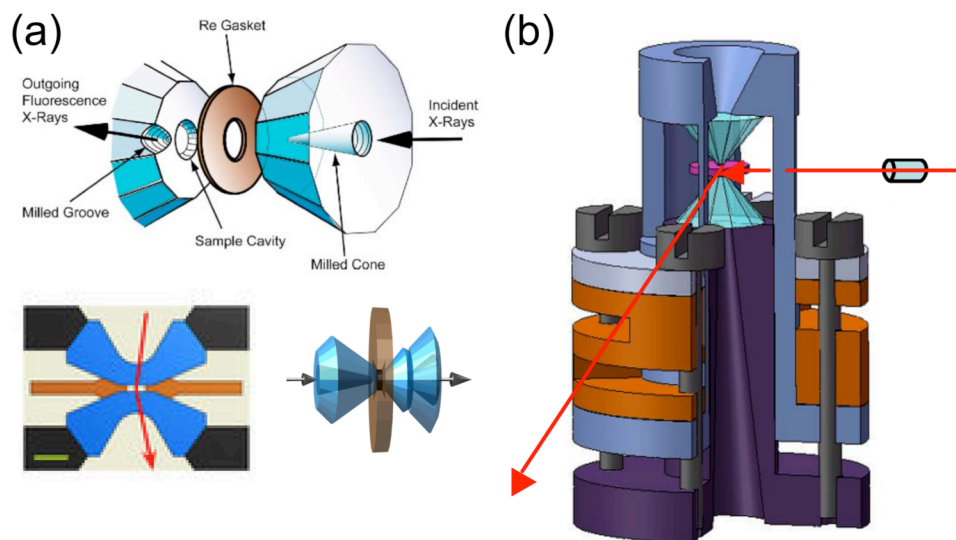 (a)
Re Gasket
Outgoing
Fluorescence
X-Rays
Incident
X-Rays
Milled Groove
Sample Cavity
Milled Cone
(b)